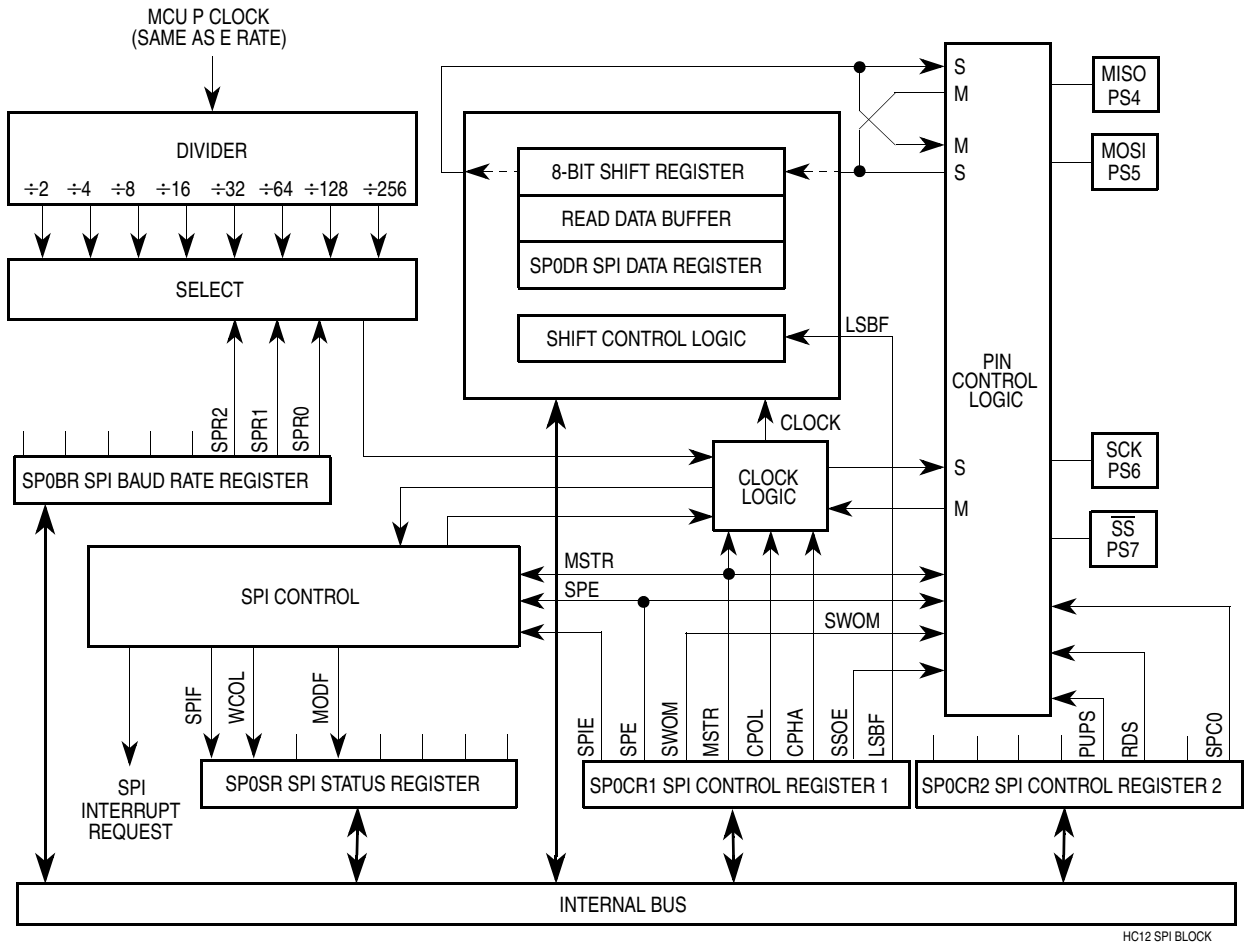 MCU P CLOCK
(SAME AS E RATE)
DIVIDER
÷2 ÷4 ÷8 ÷16 ÷32 ÷64 ÷128 ÷256
SELECT
SPR2
SPR1
SPR0
SP0BR SPI BAUD RATE REGISTER
8-BIT SHIFT REGISTER
READ DATA BUFFER
SP0DR SPI DATA REGISTER
SHIFT CONTROL LOGIC
LSBF
CLOCK
CLOCK
LOGIC
S
M
M
S
S
M
PIN
CONTROL
LOGIC
MISO
PS4
MOSI
PS5
SCK
PS6
SS
PS7
SPI CONTROL
MSTR
SPE
SWOM
SPIF
WCOL
MODF
SPI
INTERRUPT
REQUEST
SP0SR SPI STATUS REGISTER
SPIE
SPE
SWOM
MSTR
CPOL
CPHA
SSOE
LSBF
SP0CR1 SPI CONTROL REGISTER 1
PUPS
RDS
SPC0
SP0CR2 SPI CONTROL REGISTER 2
INTERNAL BUS
HC12 SPI BLOCK